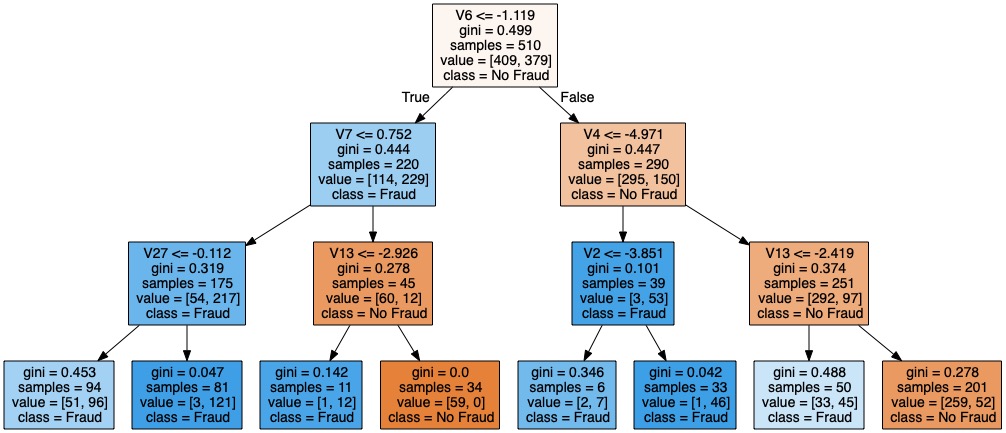 V6 <= -1.119
gini = 0.499
samples = 510
value = [409, 379]
class = No Fraud
True
False
V7 <= 0.752
gini = 0.444
samples = 220
value = [114, 229]
class = Fraud
V4 <= -4.971
gini = 0.447
samples = 290
value = [295, 150]
class = No Fraud
V27 <= -0.112
gini = 0.319
samples = 175
value = [54, 217]
class = Fraud
V13 <= -2.926
gini = 0.278
samples = 45
value = [60, 12]
class = No Fraud
V2 <= -3.851
gini = 0.101
samples = 39
value = [3, 53]
class = Fraud
V13 <= -2.419
gini = 0.374
samples = 251
value = [292, 97]
class = No Fraud
gini = 0.453
samples = 94
value = [51, 96]
class = Fraud
gini = 0.047
samples = 81
value = [3, 121]
class = Fraud
gini = 0.142
samples = 11
value = [1, 12]
class = Fraud
gini = 0.0
samples = 34
value = [59, 0]
class = No Fraud
gini = 0.346
samples = 6
value = [2, 7]
class = Fraud
gini = 0.042
samples = 33
value = [1, 46]
class = Fraud
gini = 0.488
samples = 50
value = [33, 45]
class = Fraud
gini = 0.278
samples = 201
value = [259, 52]
class = No Fraud